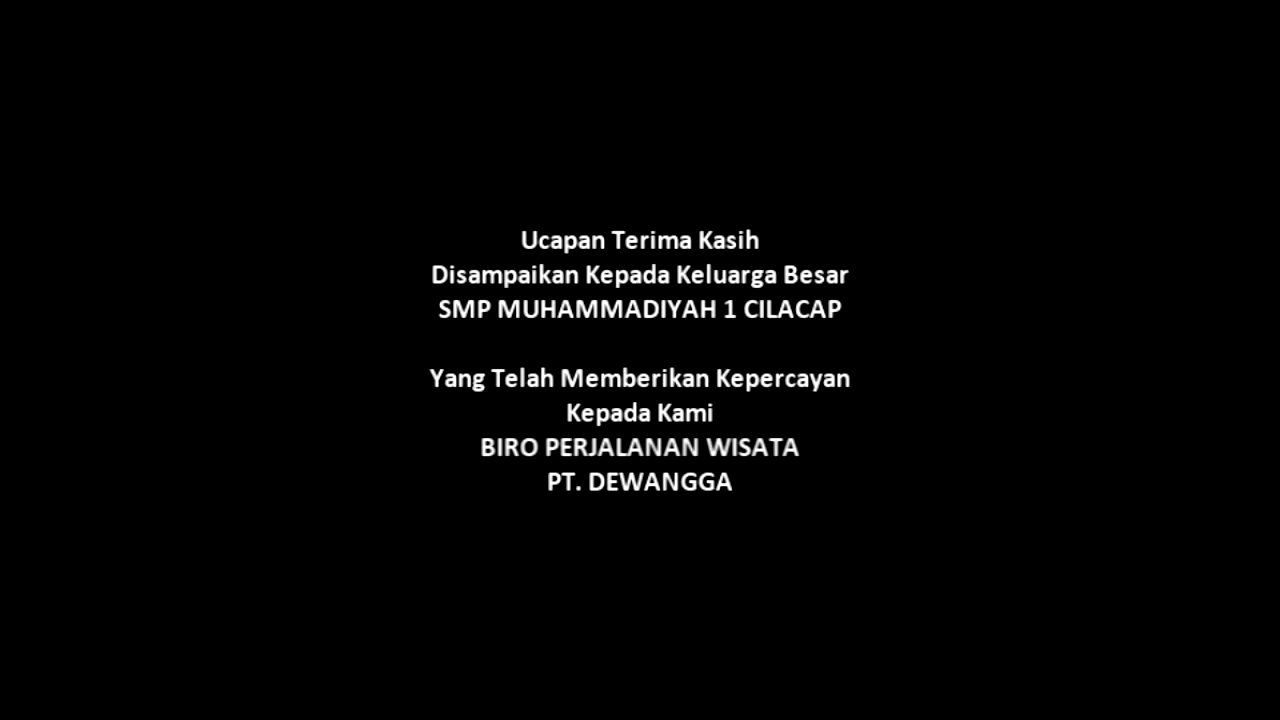 Ucapan Terima Kasih
Disampaikan Kepada Keluarga Besar
SMP MUHAMMADIYAH 1 CILACAP
Yang Telah Memberikan Kepercayan
Kepada Kami
BIRO PERJALANAN WISATA
PT. DEWANGGA